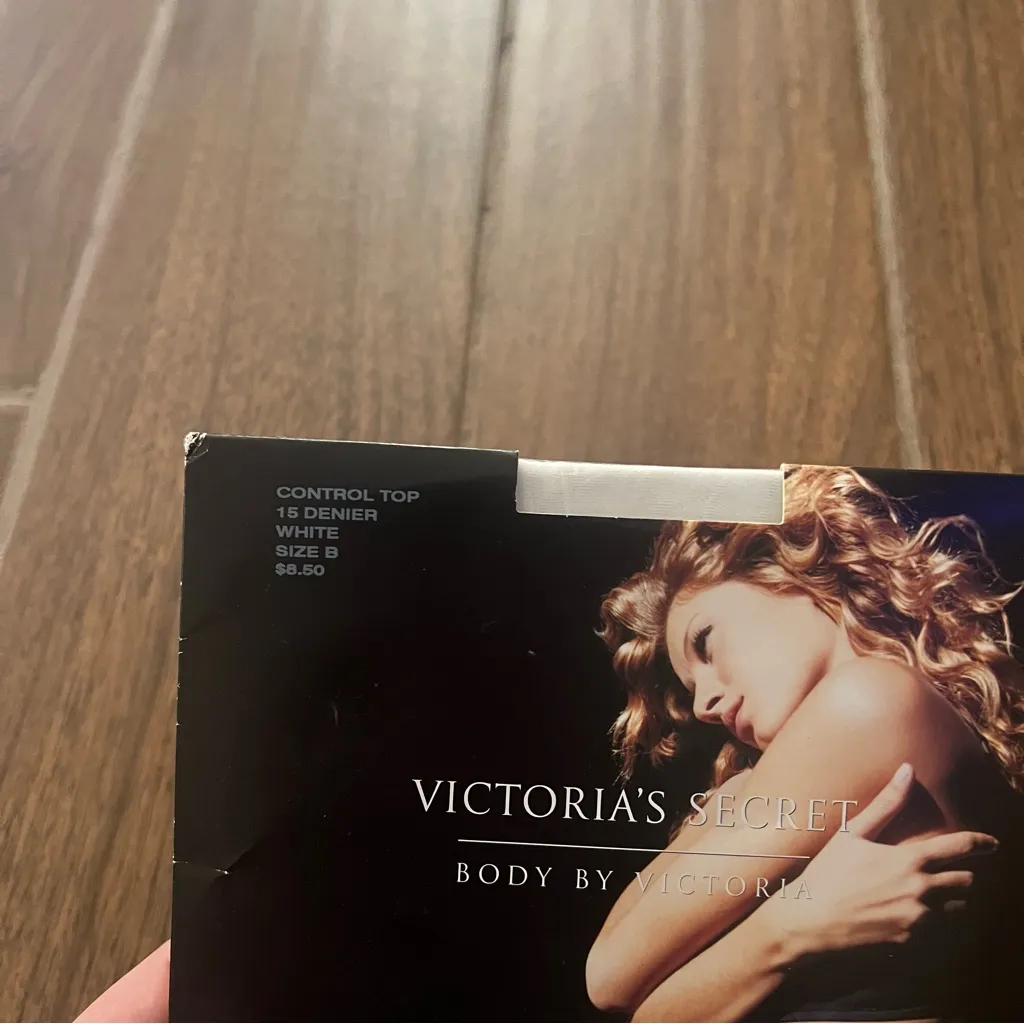 CONTROL TOP
15 DENIER
WHITE
SIZE B
$8.50
VICTORIA'S SECRET
BODY BY VICTORIA